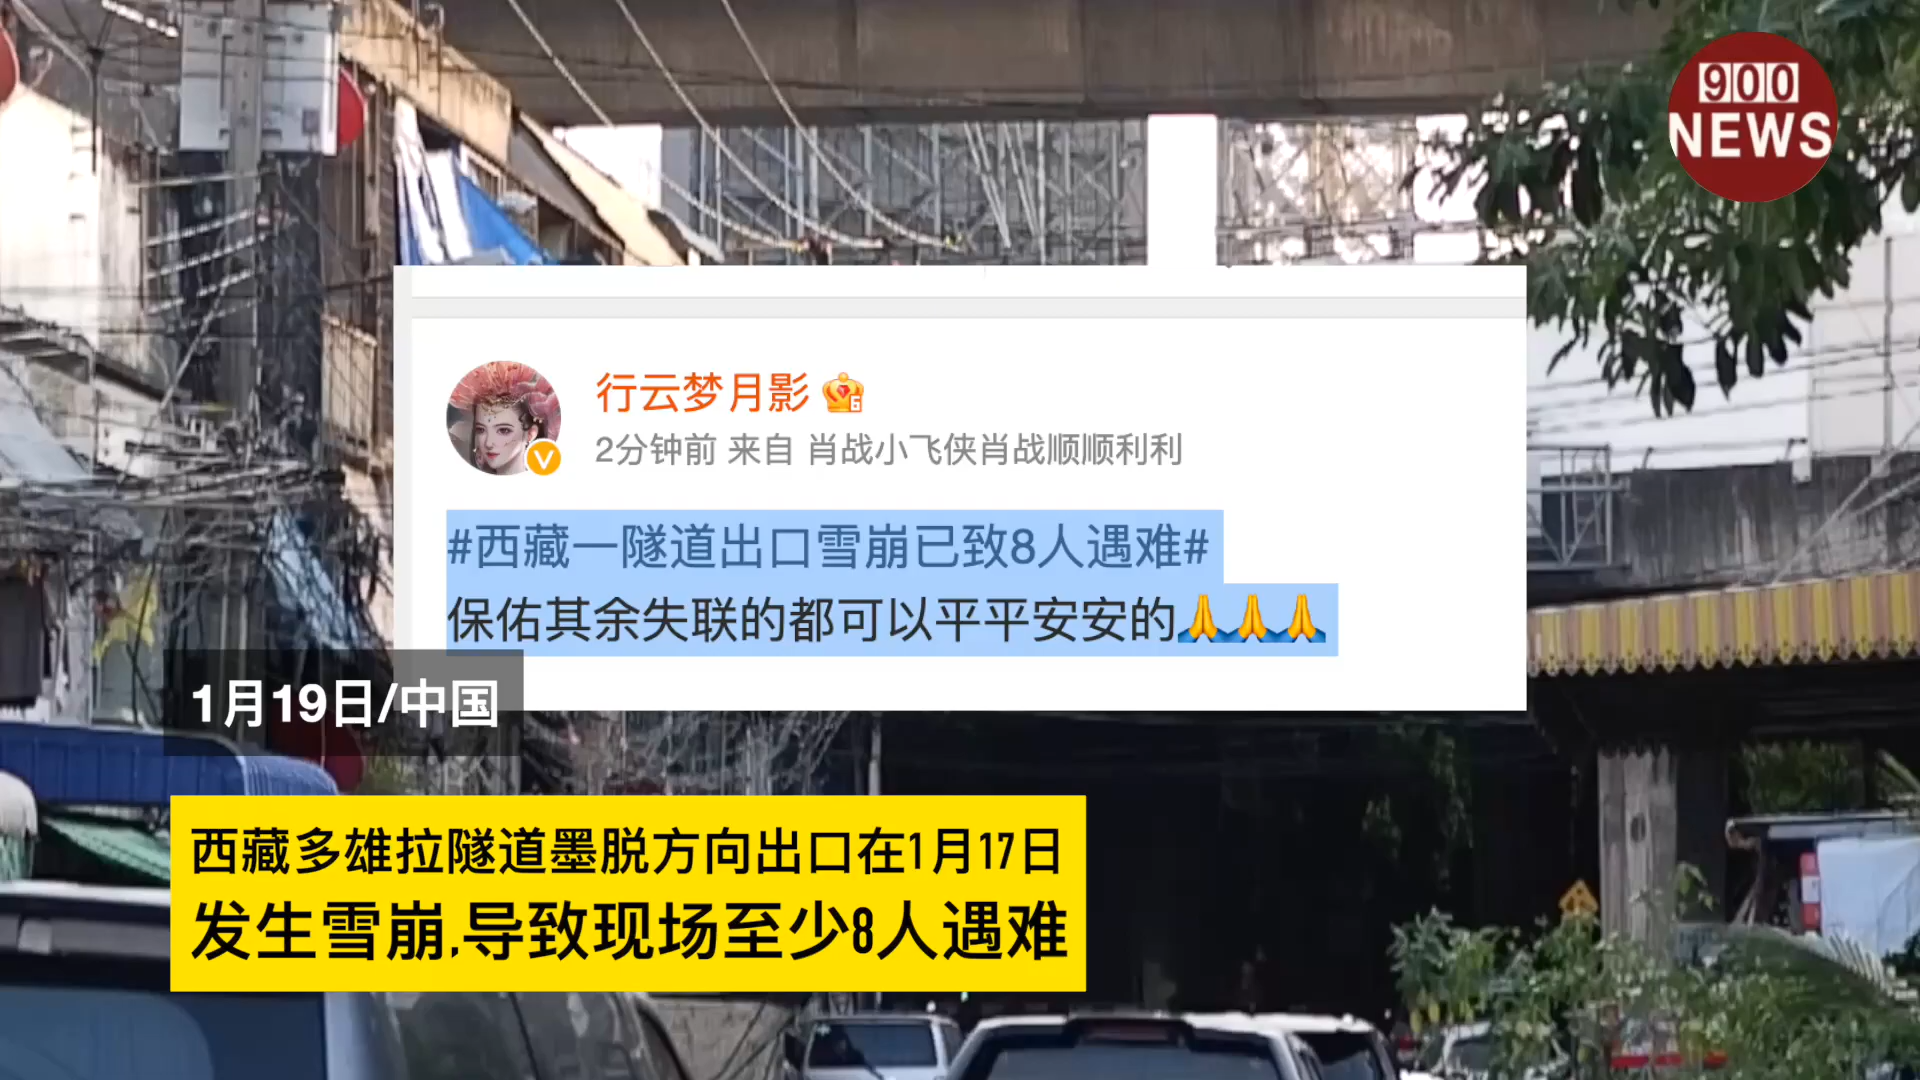 900
NEWS
行云梦月影
2分钟前 来自 肖战小飞侠肖战顺顺利利
#西藏一隧道出口雪崩已致8人遇难#
保佑其余失联的都可以平平安安的🙏🙏🙏
1月19日/中国
西藏多雄拉隧道墨脱方向出口在1月17日
发生雪崩,导致现场至少8人遇难